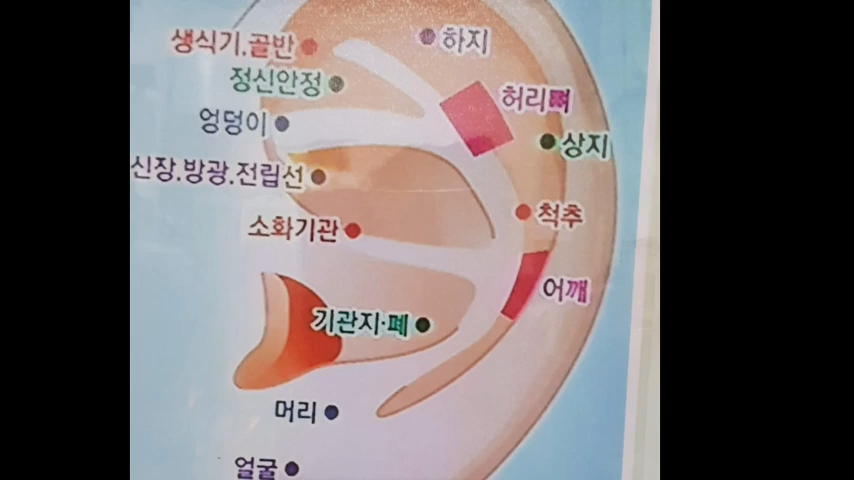 생식기.골반
하지
정신안정
허리뼈
엉덩이
상지
신장.방광.전립선
척추
소화기관
어깨
기관지·폐
머리
얼굴